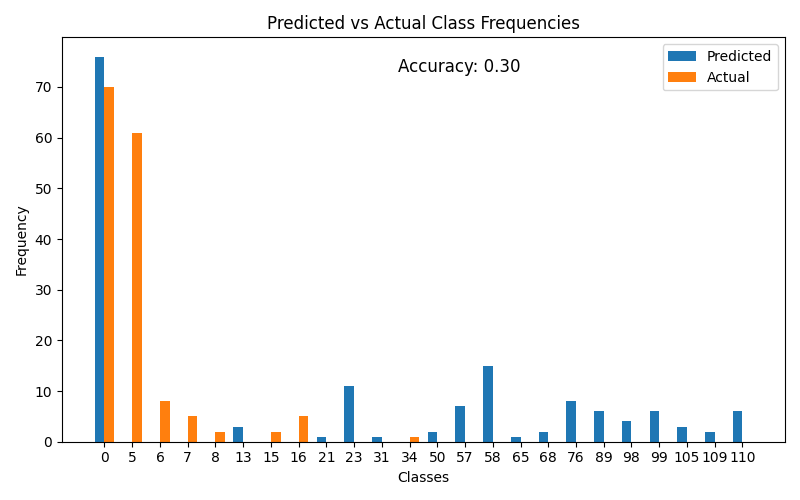 Predicted vs Actual Class Frequencies
Accuracy: 0.30
Predicted
Actual
Frequency
70
60
50
40
30
20
10
0
0 5 6 7 8 13 15 16 21 23 31 34 50 57 58 65 68 76 89 98 99 105 109 110
Classes